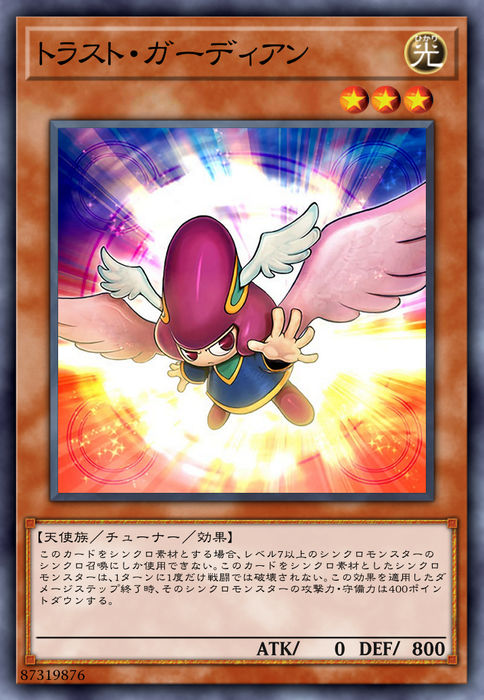 トラスト・ガーディアン
ひかり
光
【天使族／チューナー／効果】
このカードをシンクロ素材とする場合、レベル7以上のシンクロモンスターの
シンクロ召喚にしか使用できない。このカードをシンクロ素材としたシンクロ
モンスターは、1ターンに1度だけ戦闘では破壊されない。この効果を適用したダ
メージステップ終了時、そのシンクロモンスターの攻撃力・守備力は400ポイン
トダウンする。
ATK/ 0 DEF/ 800
87319876